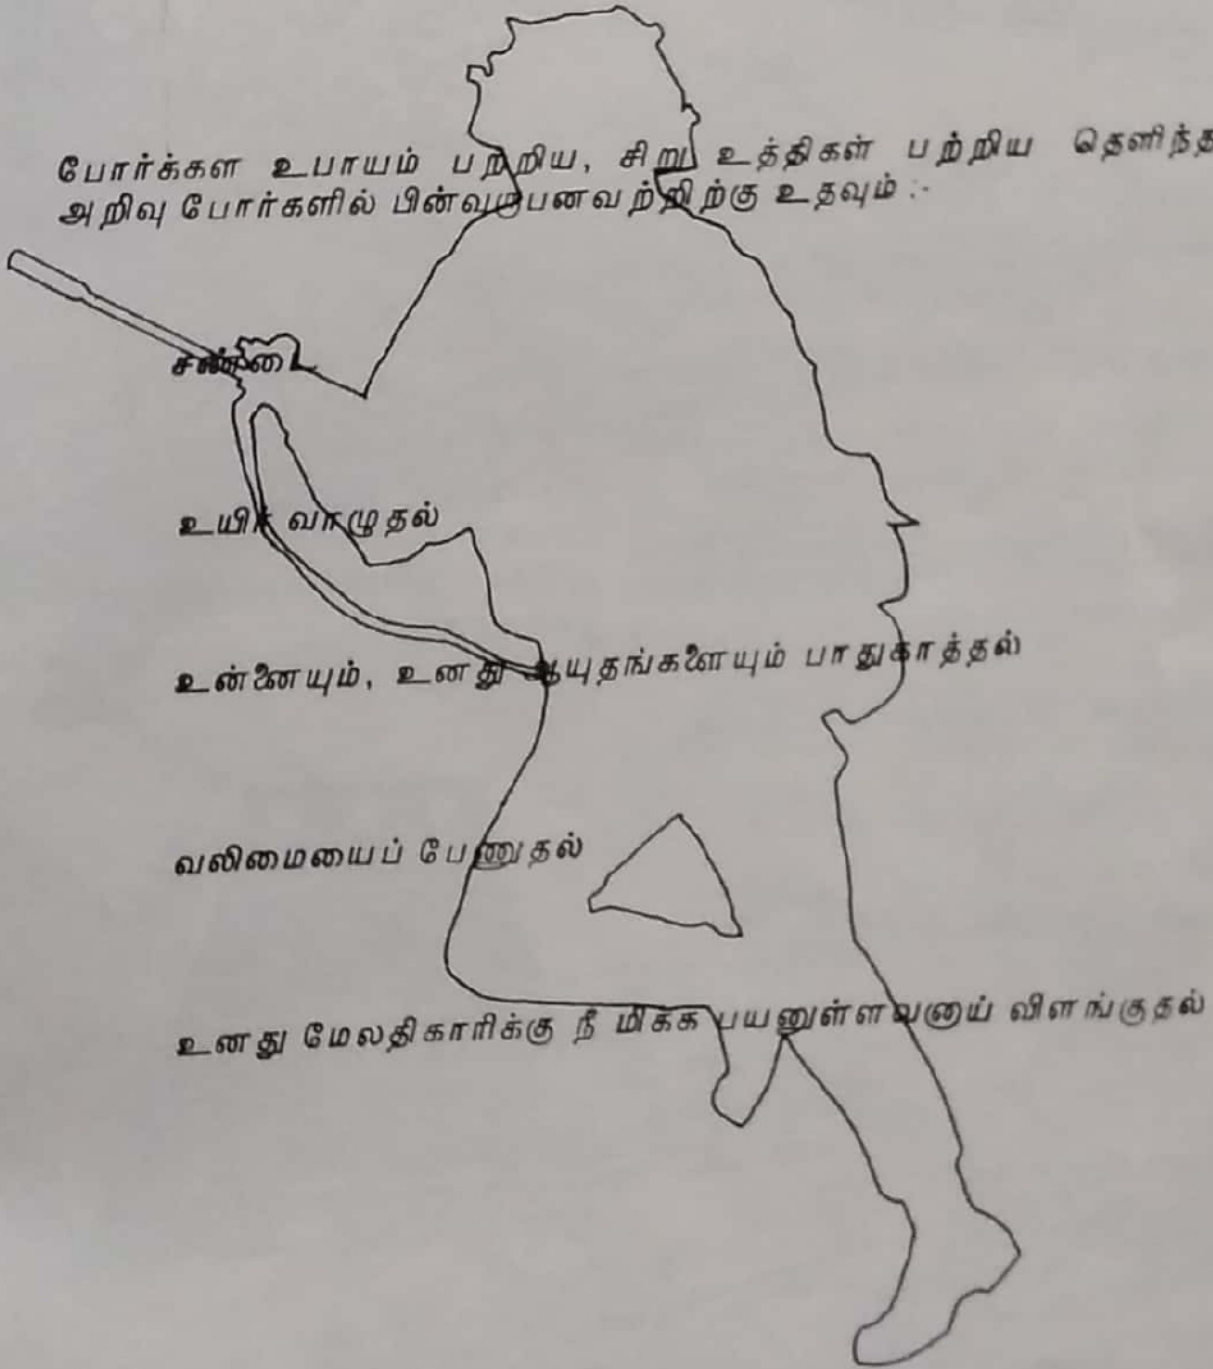 போர்க்கள உபாயம் பற்றிய, சிறு உத்திகள் பற்றிய தெளிந்த
அறிவு போர்களில் பின்வருபனவற்றிற்கு உதவும் :-
சண்டை
உயிர் வாழுதல்
உன்னையும், உனது ஆயுதங்களையும் பாதுகாத்தல்
வலிமையைப் பேணுதல்
உனது மேலதிகாரிக்கு நீ மிக்க பயனுள்ளவனாய் விளங்குதல்